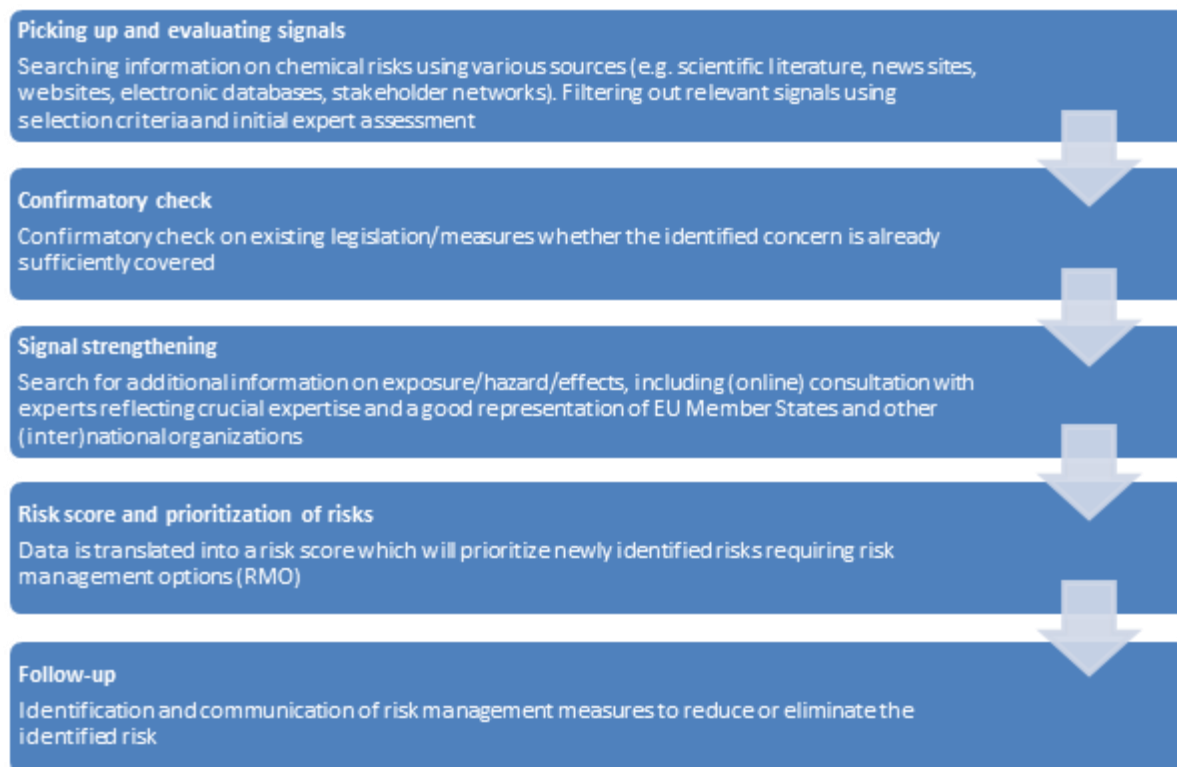 Picking up and evaluating signals
Searching information on chemical risks using various sources (e.g. scientific literature, news sites,
websites, electronic databases, stakeholder networks). Filtering out relevant signals using
selection criteria and initial expert assessment
Confirmatory check
Confirmatory check on existing legislation/measures whether the identified concern is already
sufficiently covered
Signal strengthening
Search for additional information on exposure/hazard/effects, including (online) consultation with
experts reflecting crucial expertise and a good representation of EU Member States and other
(inter)national organizations
Risk score and prioritization of risks
Data is translated into a risk score which will prioritize newly identified risks requiring risk
management options (RMO)
Follow-up
Identification and communication of risk management measures to reduce or eliminate the
identified risk